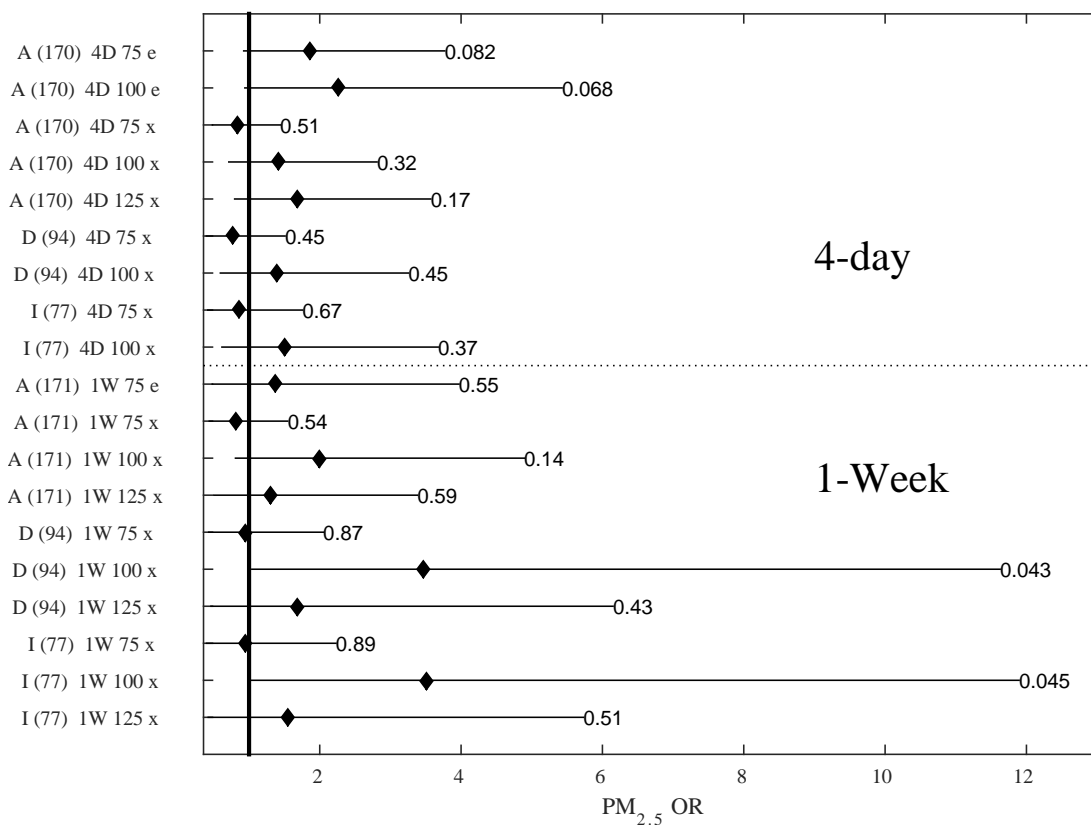 A (170) 4D 75 e 0.082
A (170) 4D 100 e 0.068
A (170) 4D 75 x 0.51
A (170) 4D 100 x 0.32
A (170) 4D 125 x 0.17
D (94) 4D 75 x 0.45
4-day
D (94) 4D 100 x 0.45
I (77) 4D 75 x 0.67
I (77) 4D 100 x 0.37
A (171) 1W 75 e 0.55
A (171) 1W 75 x 0.54
A (171) 1W 100 x 0.14
1-Week
A (171) 1W 125 x 0.59
D (94) 1W 75 x 0.87
D (94) 1W 100 x 0.043
D (94) 1W 125 x 0.43
I (77) 1W 75 x 0.89
I (77) 1W 100 x 0.045
I (77) 1W 125 x 0.51
2 4 6 8 10 12
PM2.5 OR